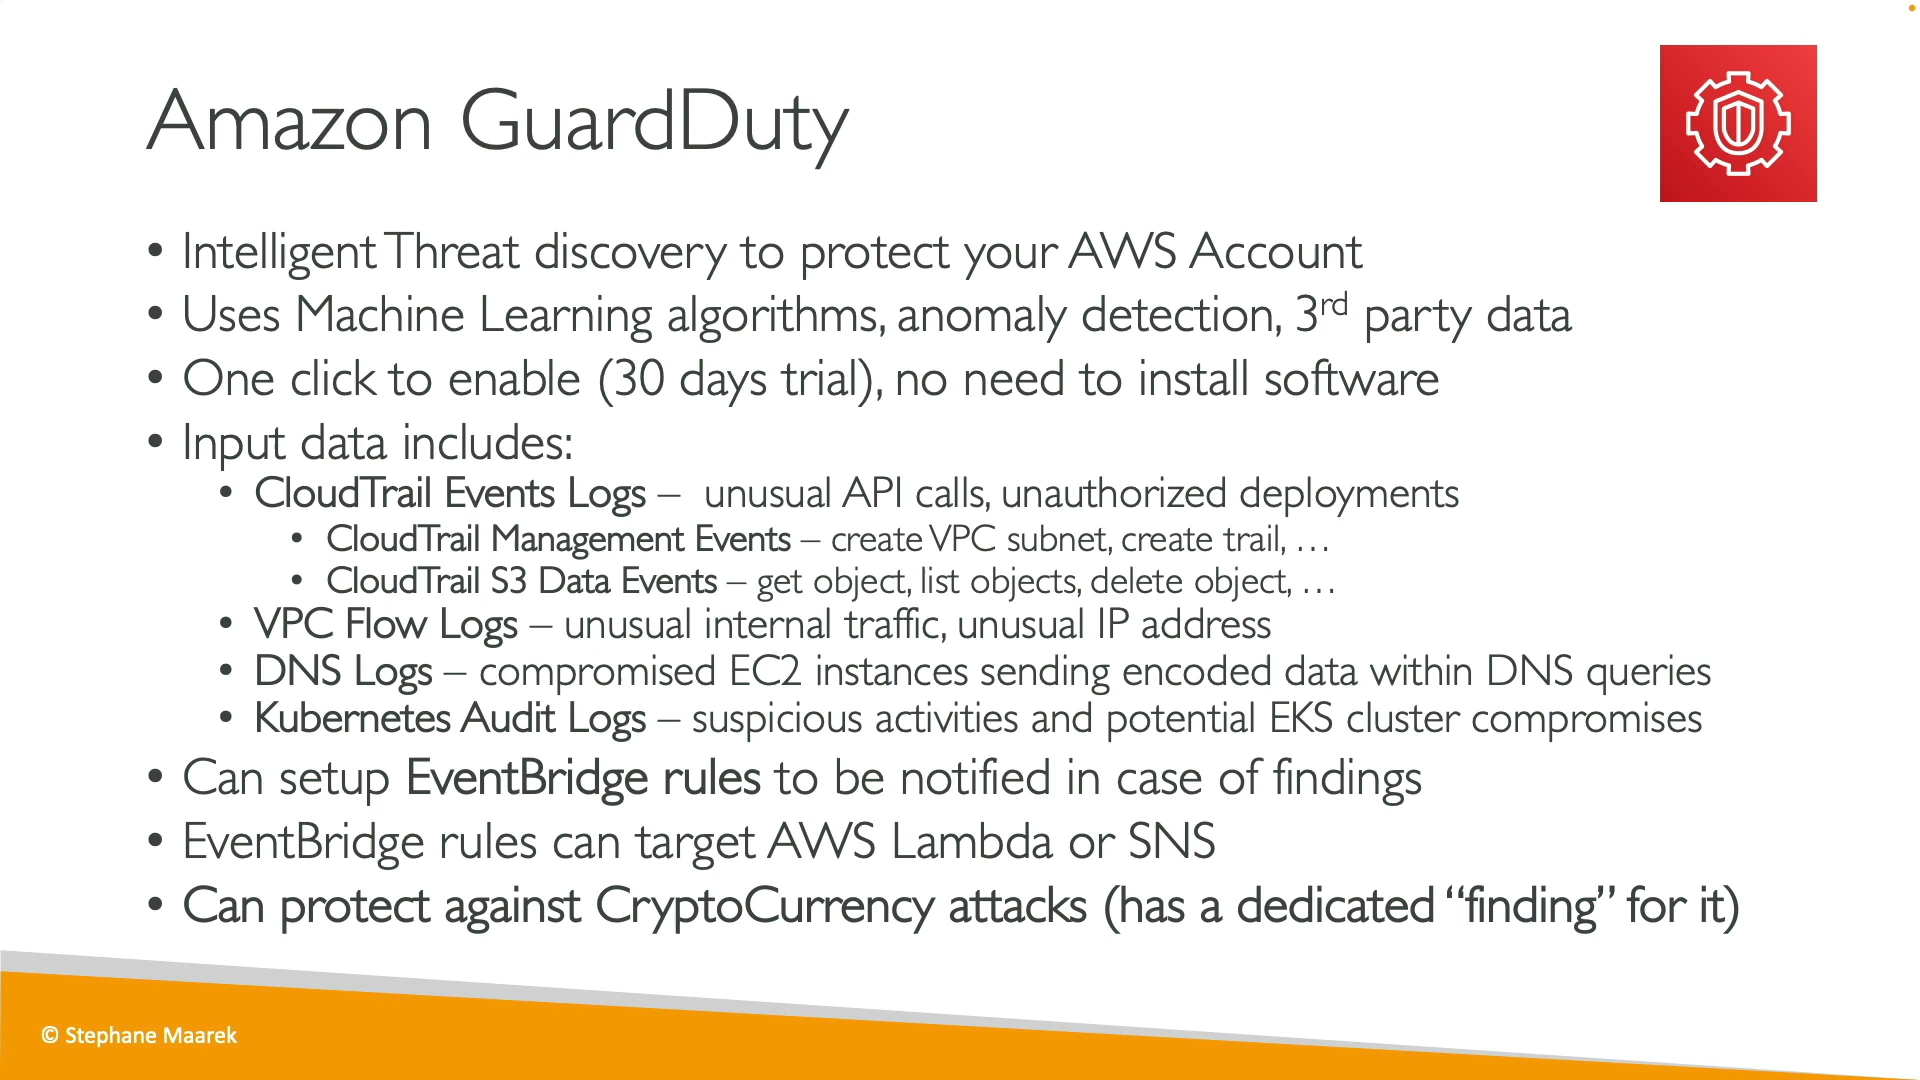 Amazon GuardDuty
• Intelligent Threat discovery to protect your AWS Account
• Uses Machine Learning algorithms, anomaly detection, 3rd party data
• One click to enable (30 days trial), no need to install software
• Input data includes:
• CloudTrail Events Logs – unusual API calls, unauthorized deployments
• CloudTrail Management Events – create VPC subnet, create trail, …
• CloudTrail S3 Data Events – get object, list objects, delete object, …
• VPC Flow Logs – unusual internal traffic, unusual IP address
• DNS Logs – compromised EC2 instances sending encoded data within DNS queries
• Kubernetes Audit Logs – suspicious activities and potential EKS cluster compromises
• Can setup EventBridge rules to be notified in case of findings
• EventBridge rules can target AWS Lambda or SNS
• Can protect against CryptoCurrency attacks (has a dedicated “finding” for it)
© Stephane Maarek